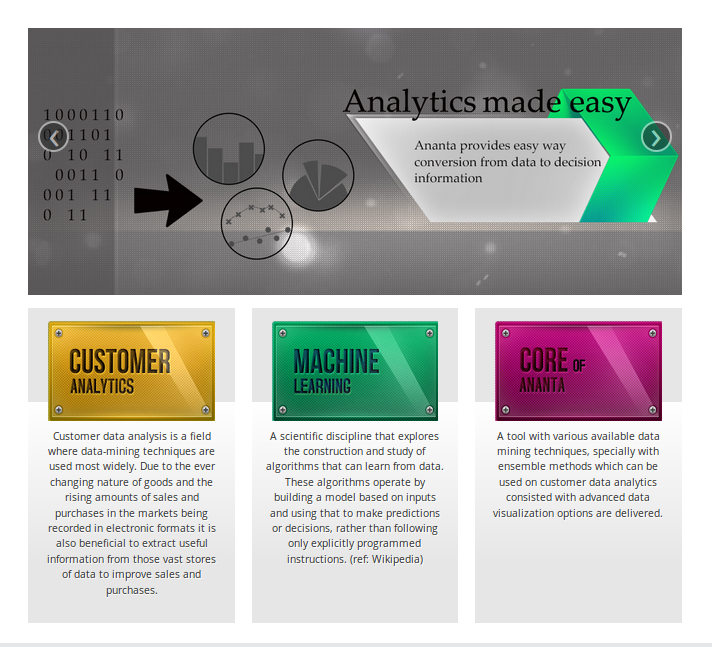 Analytics made easy
1000110
001101
0 10 11
0011 0
001 11
0 11
Ananta provides easy way
conversion from data to decision
information
CUSTOMER
ANALYTICS
Customer data analysis is a field
where data-mining techniques are
used most widely. Due to the ever
changing nature of goods and the
rising amounts of sales and
purchases in the markets being
recorded in electronic formats it is
also beneficial to extract useful
information from those vast stores
of data to improve sales and
purchases.
MACHINE
LEARNING
A scientific discipline that explores
the construction and study of
algorithms that can learn from data.
These algorithms operate by
building a model based on inputs
and using that to make predictions
or decisions, rather than following
only explicitly programmed
instructions. (ref: Wikipedia)
CORE OF
ANANTA
A tool with various available data
mining techniques, specially with
ensemble methods which can be
used on customer data analytics
consisted with advanced data
visualization options are delivered.